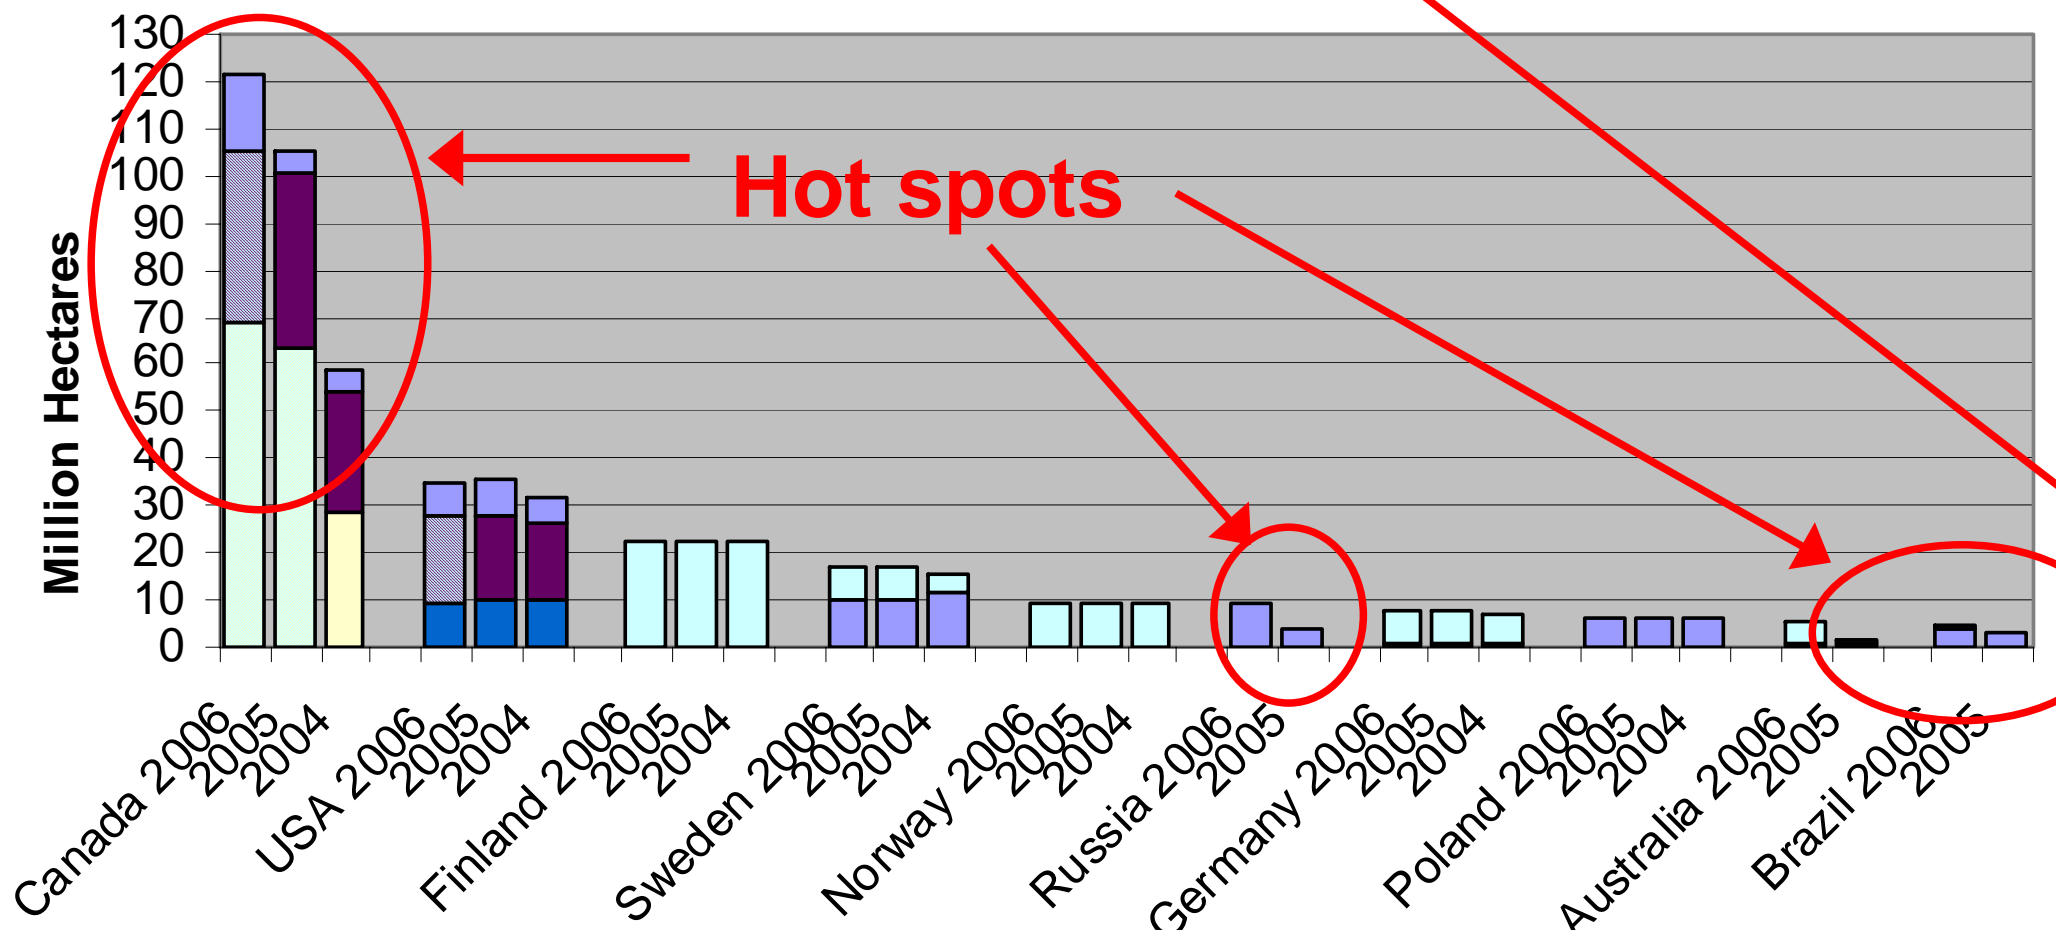 130
120
110
100
90
80
70
60
50
40
30
20
10
0
Million Hectares
Hot spots
Canada 2006
2005
2004
USA 2006
2005
2004
Finland 2006
2005
2004
Sweden 2006
2005
2004
Norway 2006
2005
2004
Russia 2006
2005
Germany 2006
2005
2004
Poland 2006
2005
2004
Australia 2006
2005
Brazil 2006
2005